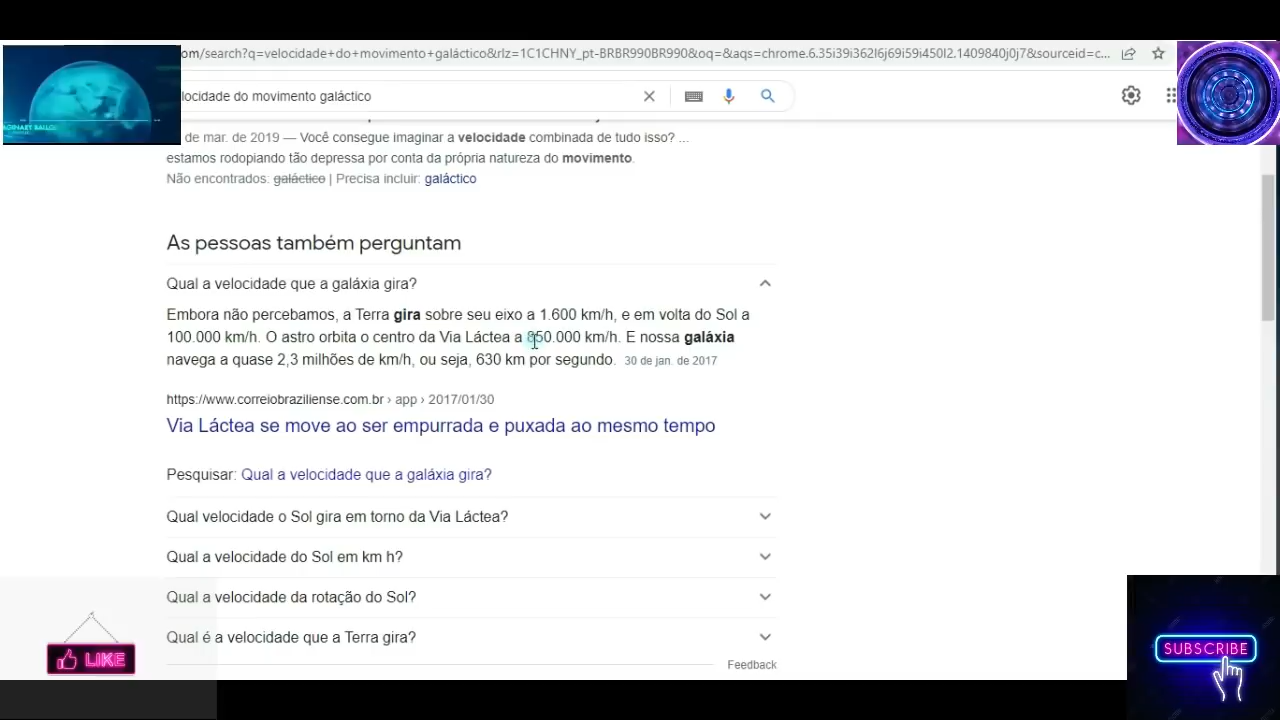 om/search?q=velocidade+do+movimento+galáctico&rlz=1C1CHNY_pt-BRBR990BR990&oq=&aqs=chrome.6.35i39i362l6j69i59i450l2.1409840j0j7&sourceid=c...
locidade do movimento galáctico
de mar. de 2019 — Você consegue imaginar a velocidade combinada de tudo isso? ...
estamos rodopiando tão depressa por conta da própria natureza do movimento.
Não encontrados: galáctico | Precisa incluir: galáctico
As pessoas também perguntam
Qual a velocidade que a galáxia gira?
Embora não percebamos, a Terra gira sobre seu eixo a 1.600 km/h, e em volta do Sol a
100.000 km/h. O astro orbita o centro da Via Láctea a 850.000 km/h. E nossa galáxia
navega a quase 2,3 milhões de km/h, ou seja, 630 km por segundo. 30 de jan. de 2017
https://www.correiobraziliense.com.br › app › 2017/01/30
Via Láctea se move ao ser empurrada e puxada ao mesmo tempo
Pesquisar: Qual a velocidade que a galáxia gira?
Qual velocidade o Sol gira em torno da Via Láctea?
Qual a velocidade do Sol em km h?
Qual a velocidade da rotação do Sol?
Qual é a velocidade que a Terra gira?
Feedback
LIKE
SUBSCRIBE